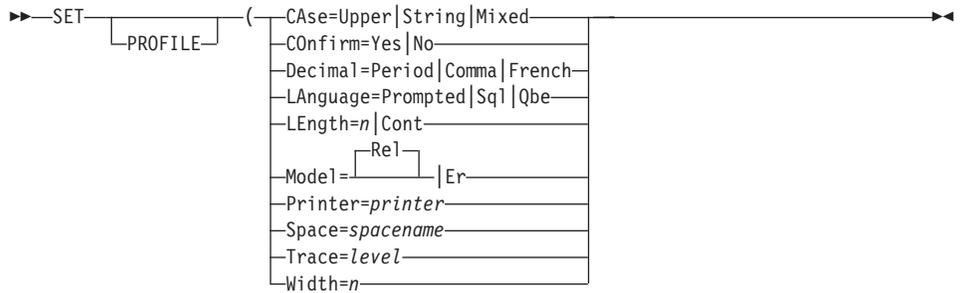 SET ( CAse=Upper|String|Mixed
PROFILE COnfirm=Yes|No
Decimal=Period|Comma|French
LAnguage=Prompted|Sql|Qbe
LEngth=n|Cont
Rel
Model= |Er
Printer=printer
Space=spacename
Trace=level
Width=n